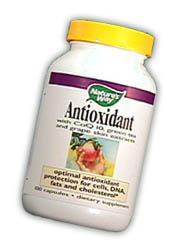 Nature's
Way
Antioxidant
with CoQ 10, green tea
and grape skin extracts
optimal antioxidant
protection for cells, DNA,
fats and cholesterol*
100 capsules • dietary supplement